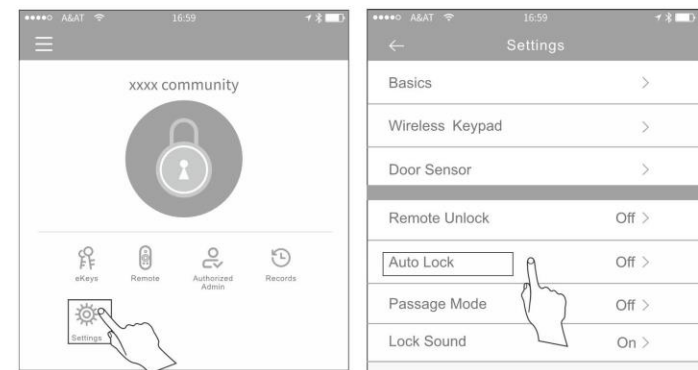 A&AT 16:59
xxxx community
eKeys Remote Authorized Admin Records
Settings
A&AT 16:59
Settings
Basics
Wireless Keypad
Door Sensor
Remote Unlock Off
Auto Lock Off
Passage Mode Off
Lock Sound On